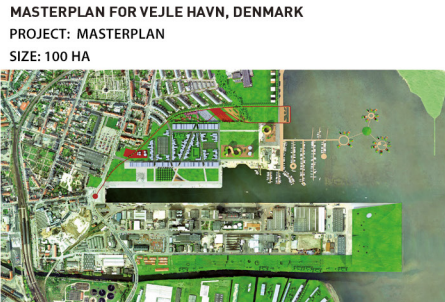 MASTERPLAN FOR VEJLE HAVN, DENMARK
PROJECT: MASTERPLAN
SIZE: 100 HA